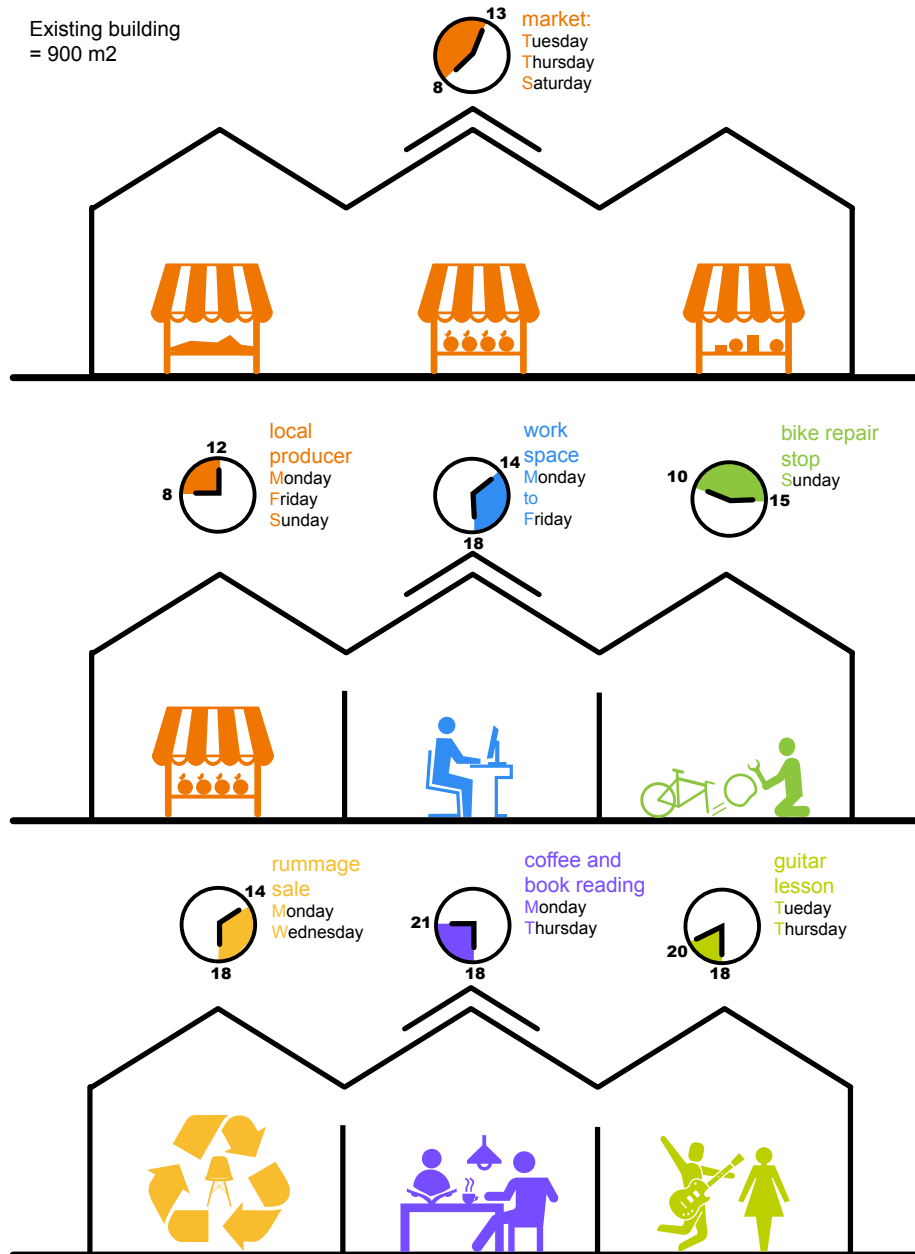 Existing building
= 900 m2
13
8
market:
Tuesday
Thursday
Saturday
12
8
local
producer
Monday
Friday
Sunday
14
18
work
space
Monday
to
Friday
10
15
bike repair
stop
Sunday
14
18
rummage
sale
Monday
Wednesday
21
18
coffee and
book reading
Monday
Thursday
20
18
guitar
lesson
Tueday
Thursday